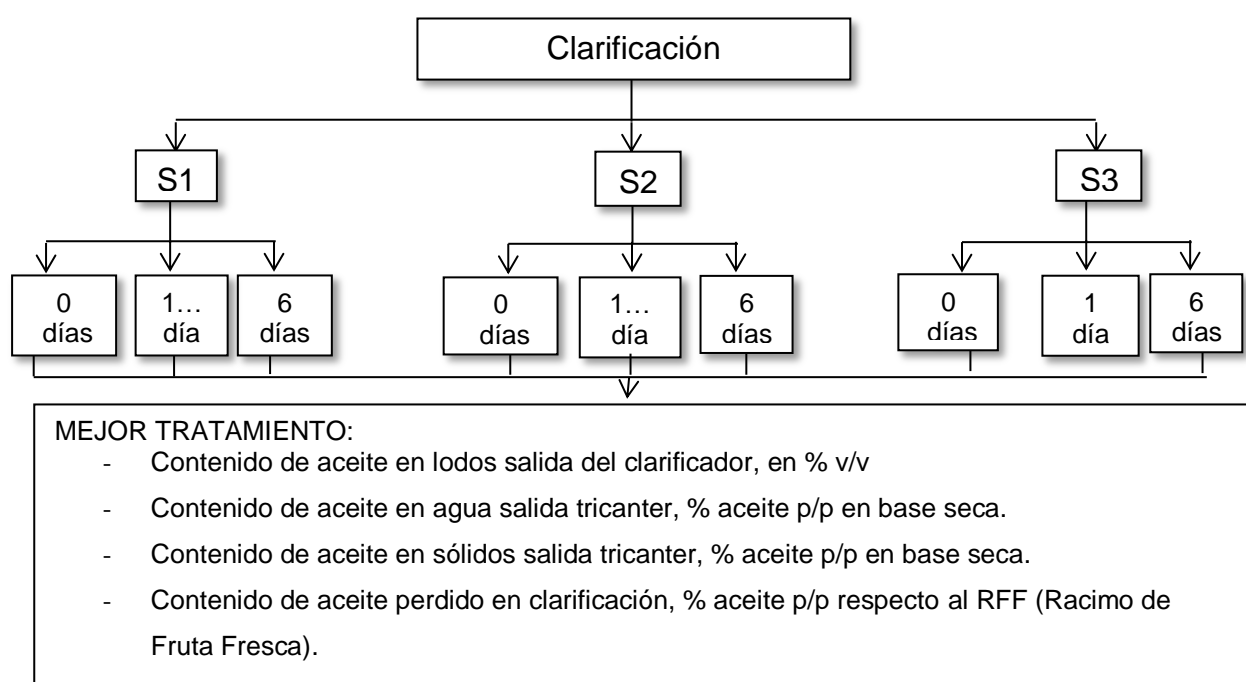 Clarificación
S1
S2
S3
0
días
1…
día
6
días
0
días
1…
día
6
días
0
días
1
día
6
días
MEJOR TRATAMIENTO:
- Contenido de aceite en lodos salida del clarificador, en % v/v
- Contenido de aceite en agua salida tricanter, % aceite p/p en base seca.
- Contenido de aceite en sólidos salida tricanter, % aceite p/p en base seca.
- Contenido de aceite perdido en clarificación, % aceite p/p respecto al RFF (Racimo de
Fruta Fresca).